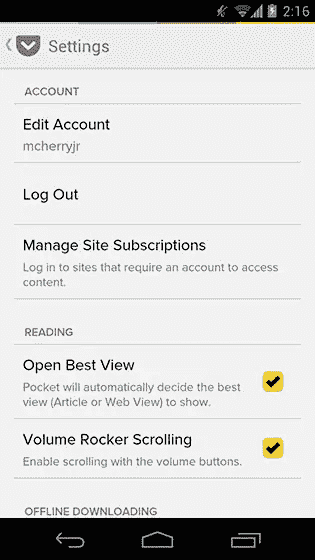 2:16
Settings
ACCOUNT
Edit Account
mcherryjr
Log Out
Manage Site Subscriptions
Log in to sites that require an account to access
content.
READING
Open Best View
Pocket will automatically decide the best
view (Article or Web View) to show.
Volume Rocker Scrolling
Enable scrolling with the volume buttons.
OFFLINE DOWNLOADING